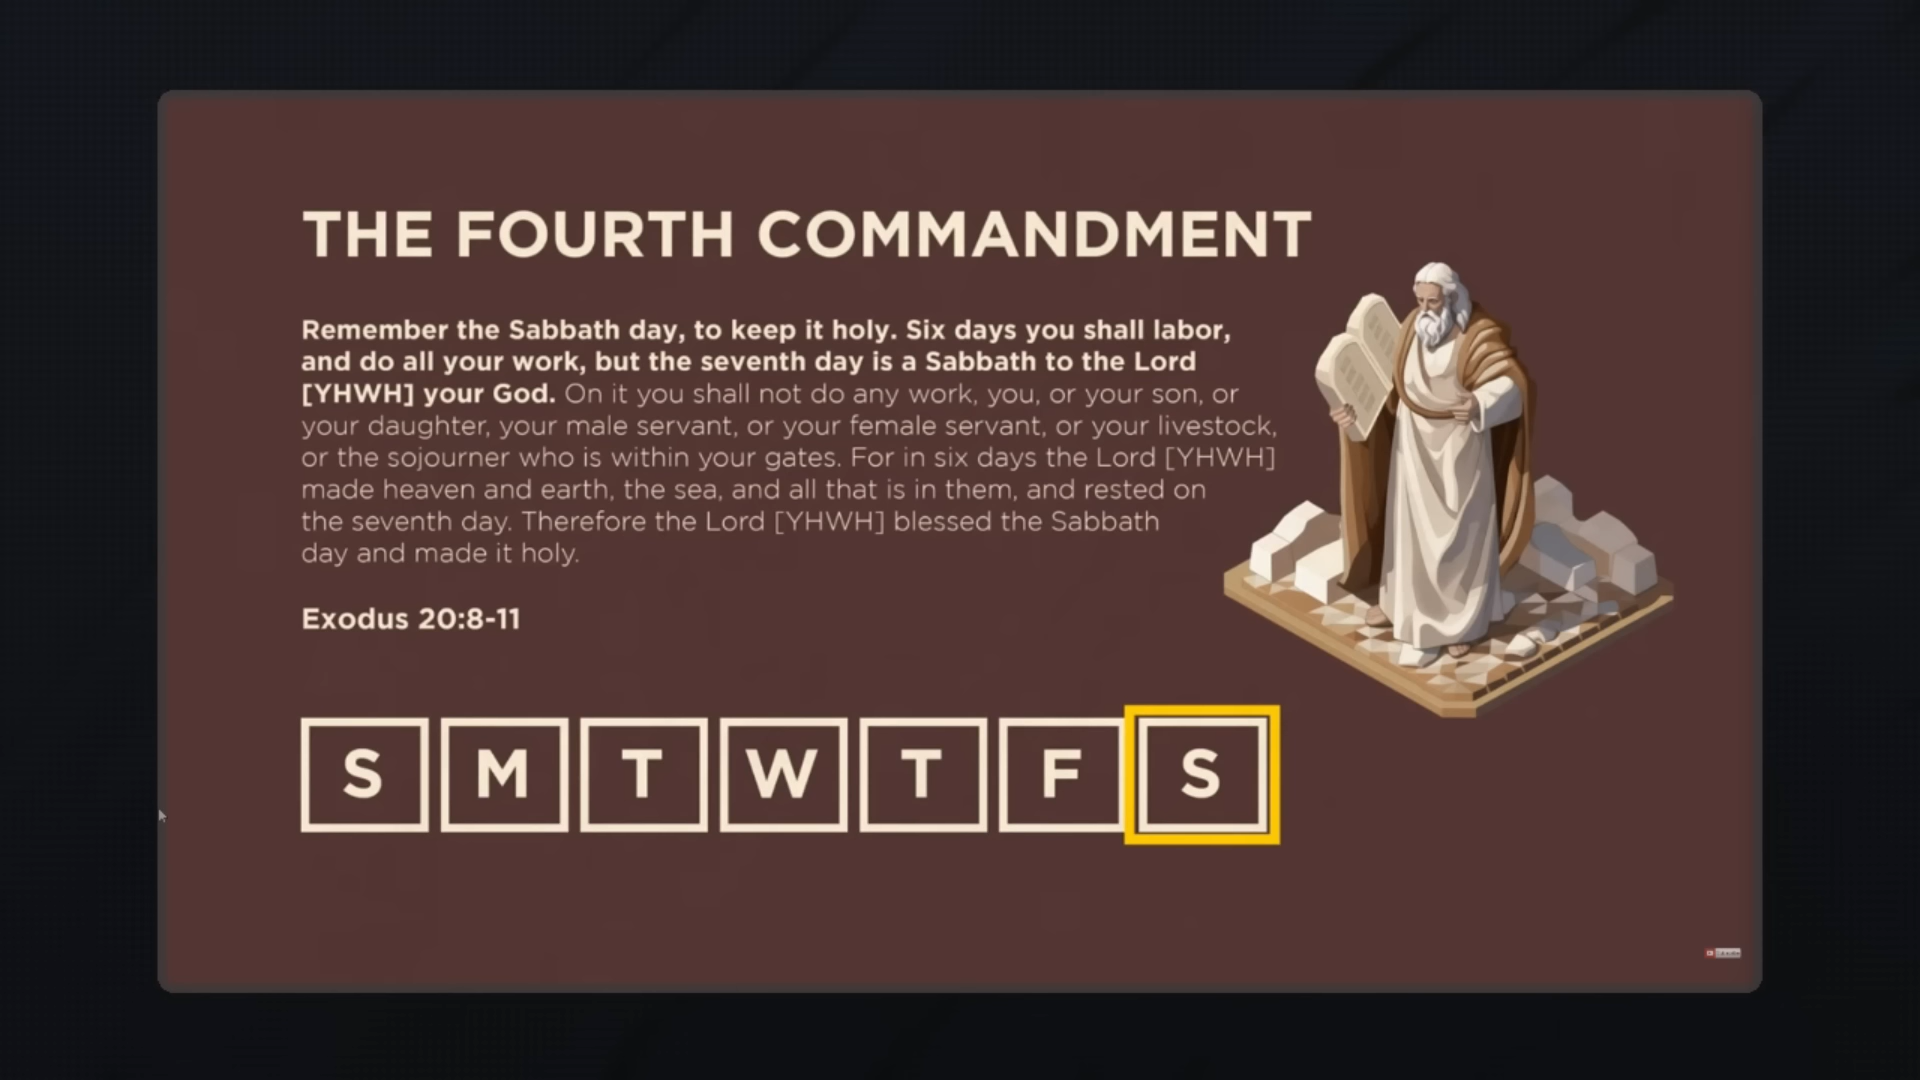 THE FOURTH COMMANDMENT
Remember the Sabbath day, to keep it holy. Six days you shall labor,
and do all your work, but the seventh day is a Sabbath to the Lord
[YHWH] your God. On it you shall not do any work, you, or your son, or
your daughter, your male servant, or your female servant, or your livestock,
or the sojourner who is within your gates. For in six days the Lord [YHWH]
made heaven and earth, the sea, and all that is in them, and rested on
the seventh day. Therefore the Lord [YHWH] blessed the Sabbath
day and made it holy.
Exodus 20:8-11
S M T W T F S